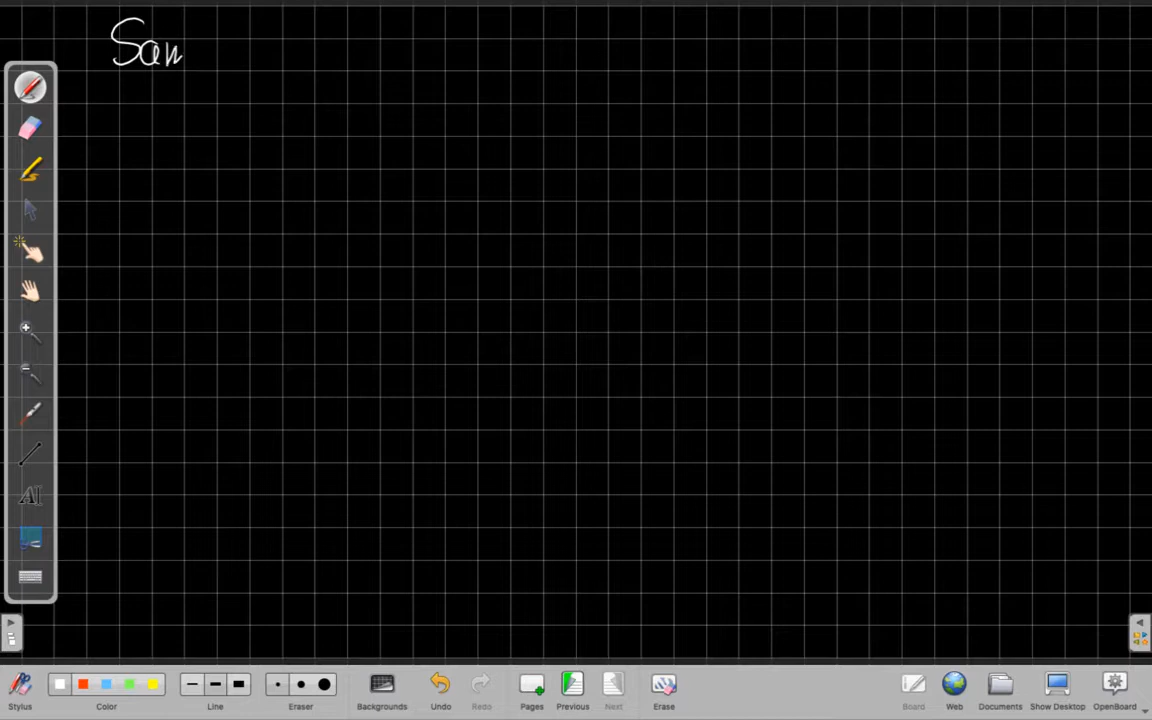 San
Stylus
Color
Line
Eraser
Backgrounds
Undo
Redo
Pages
Previous
Next
Erase
Board
Web
Documents
Show Desktop
OpenBoard